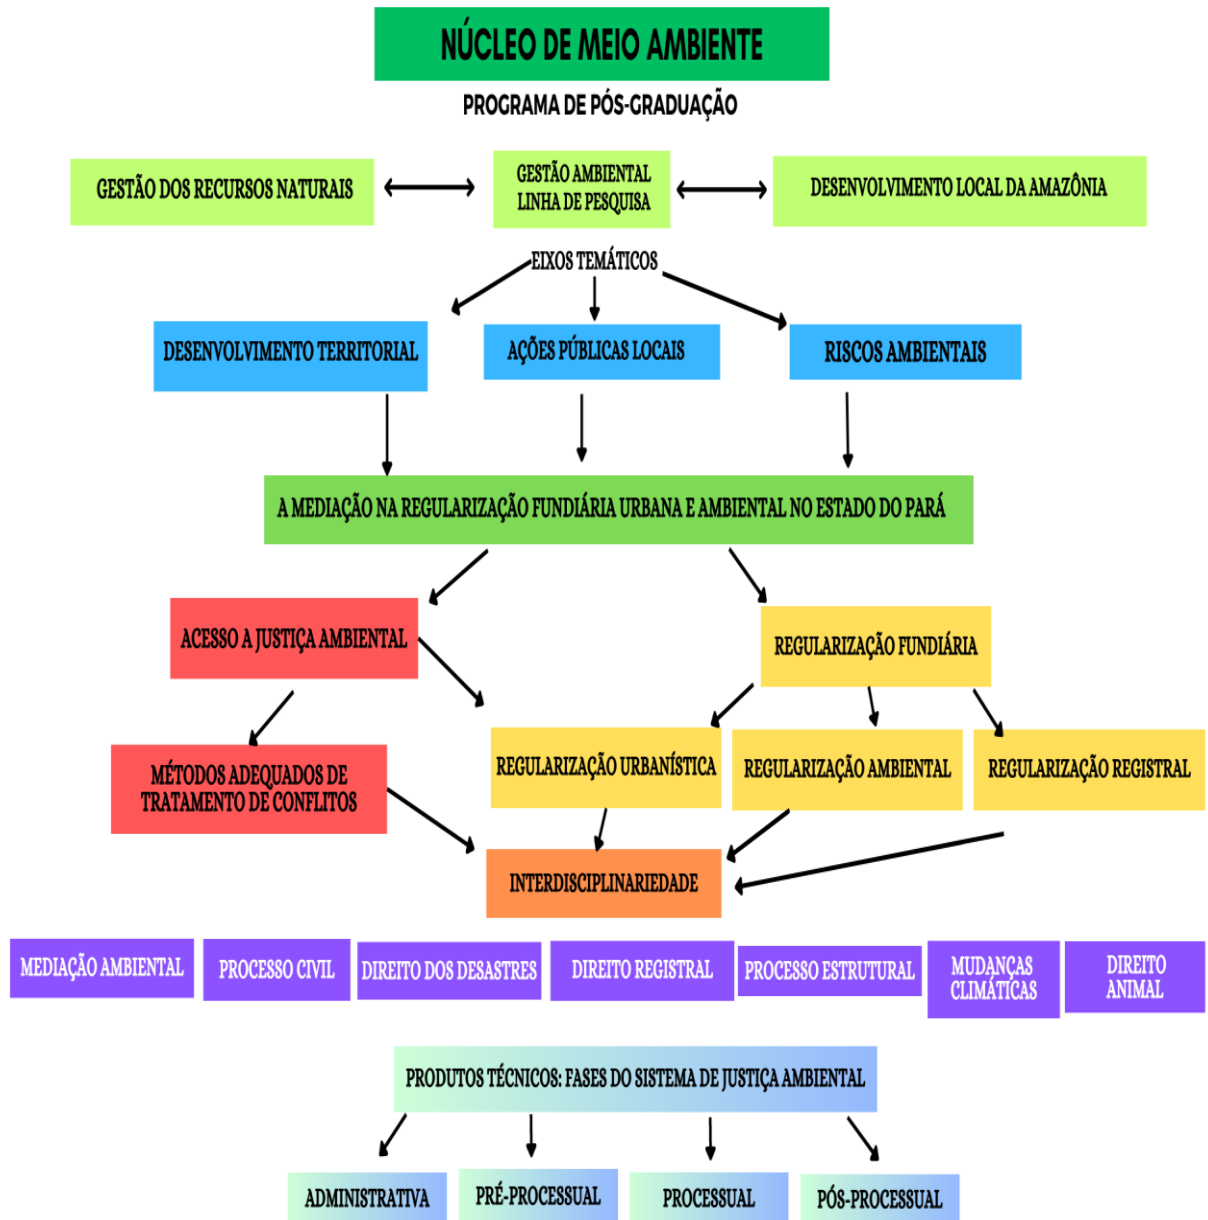 NÚCLEO DE MEIO AMBIENTE
PROGRAMA DE PÓS-GRADUAÇÃO
GESTÃO DOS RECURSOS NATURAIS
GESTÃO AMBIENTAL
LINHA DE PESQUISA
DESENVOLVIMENTO LOCAL DA AMAZÔNIA
EIXOS TEMÁTICOS
DESENVOLVIMENTO TERRITORIAL
AÇÕES PÚBLICAS LOCAIS
RISCOS AMBIENTAIS
A MEDIAÇÃO NA REGULARIZAÇÃO FUNDIÁRIA URBANA E AMBIENTAL NO ESTADO DO PARÁ
ACESSO A JUSTIÇA AMBIENTAL
REGULARIZAÇÃO FUNDIÁRIA
MÉTODOS ADEQUADOS DE
TRATAMENTO DE CONFLITOS
REGULARIZAÇÃO URBANÍSTICA
REGULARIZAÇÃO AMBIENTAL
REGULARIZAÇÃO REGISTRAL
INTERDISCIPLINARIEDADE
MEDIAÇÃO AMBIENTAL
PROCESSO CIVIL
DIREITO DOS DESASTRES
DIREITO REGISTRAL
PROCESSO ESTRUTURAL
MUDANÇAS
CLIMÁTICAS
DIREITO
ANIMAL
PRODUTOS TÉCNICOS: FASES DO SISTEMA DE JUSTIÇA AMBIENTAL
ADMINISTRATIVA
PRÉ-PROCESSUAL
PROCESSUAL
PÓS-PROCESSUAL